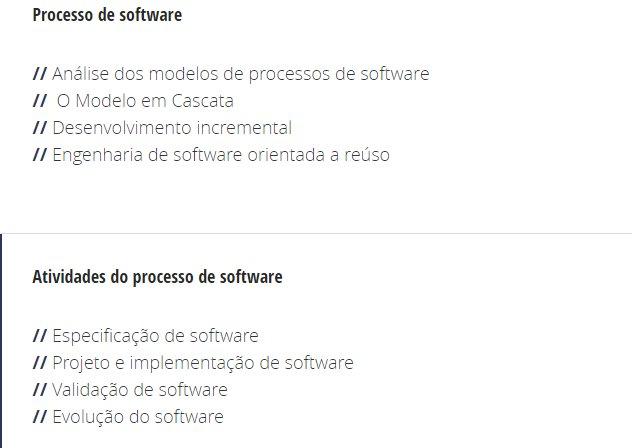 Processo de software
// Análise dos modelos de processos de software
// O Modelo em Cascata
// Desenvolvimento incremental
// Engenharia de software orientada a reúso
Atividades do processo de software
// Especificação de software
// Projeto e implementação de software
// Validação de software
// Evolução do software